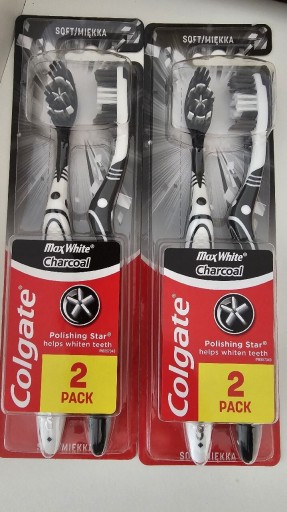 SOFT/MIĘKKA
Max White®
Charcoal
Colgate®
Polishing Star®
helps whiten teeth
2
PACK
SOFT/MIĘKKA
Max White®
Charcoal
Colgate®
Polishing Star®
helps whiten teeth
2
PACK